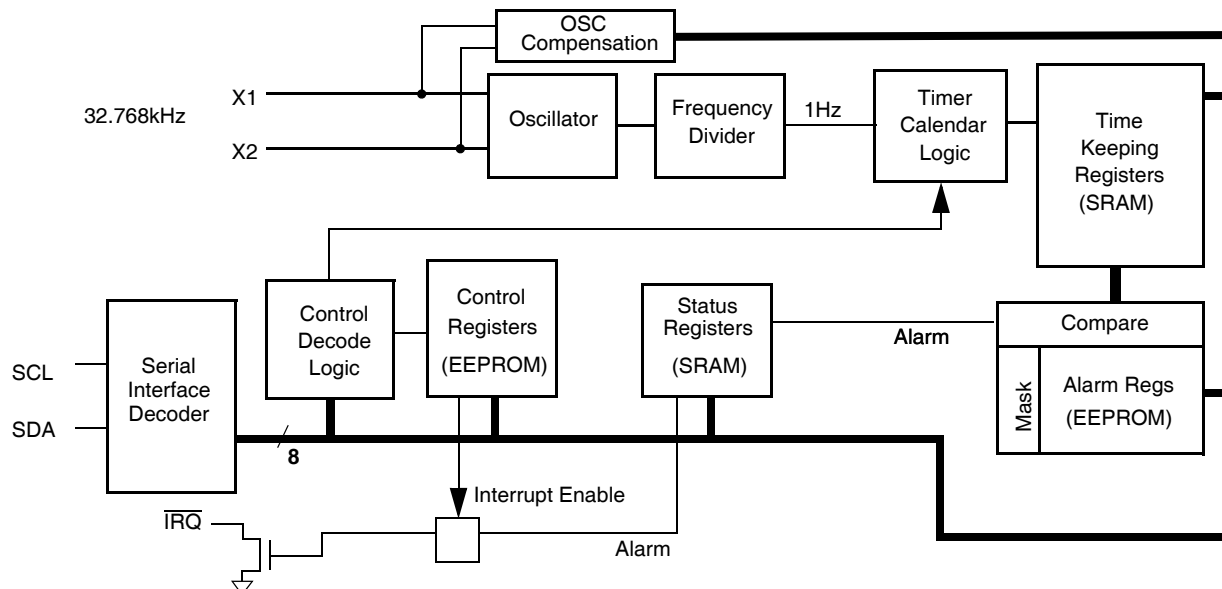 OSC
Compensation
32.768kHz
X1
X2
Oscillator
Frequency
Divider
1Hz
Timer
Calendar
Logic
Time
Keeping
Registers
(SRAM)
Control
Decode
Logic
Control
Registers
(EEPROM)
Status
Registers
(SRAM)
Alarm
Compare
Mask
Alarm Regs
(EEPROM)
SCL
SDA
Serial
Interface
Decoder
8
Interrupt Enable
IRQ
Alarm